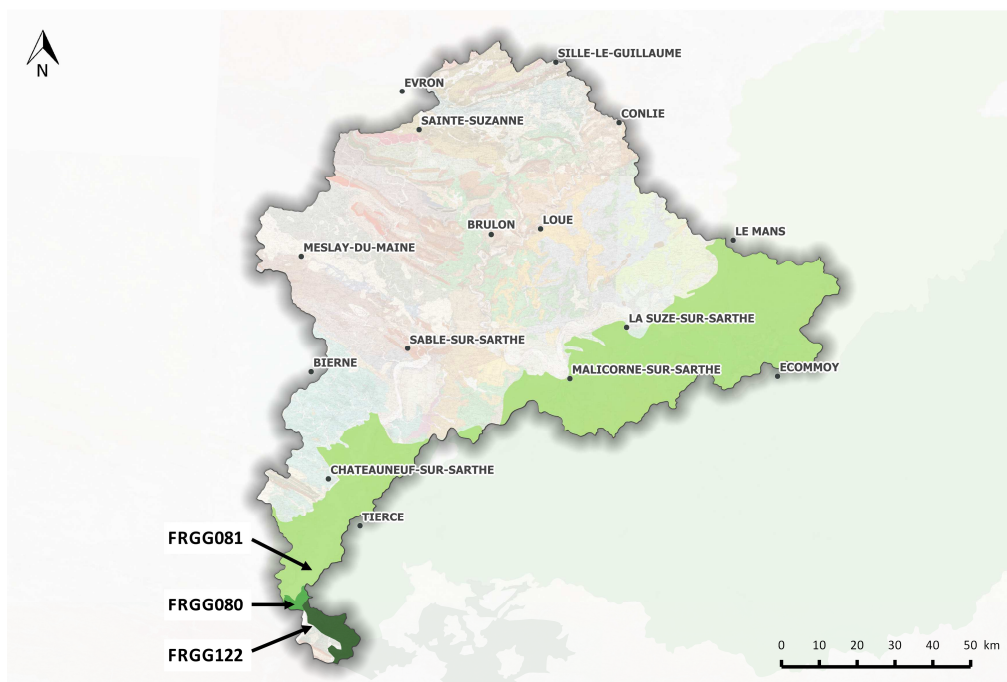 N
SILLE-LE-GUILLAUME
EVRON
CONLIE
SAINTE-SUZANNE
BRULON
LOUE
LE MANS
MESLAY-DU-MAINE
LA SUZE-SUR-SARTHE
SABLE-SUR-SARTHE
BIERNE
MALICORNE-SUR-SARTHE
ECOMMOY
CHATEAUNEUF-SUR-SARTHE
TIERCE
FRGG081
FRGG080
FRGG122
0 10 20 30 40 50 km